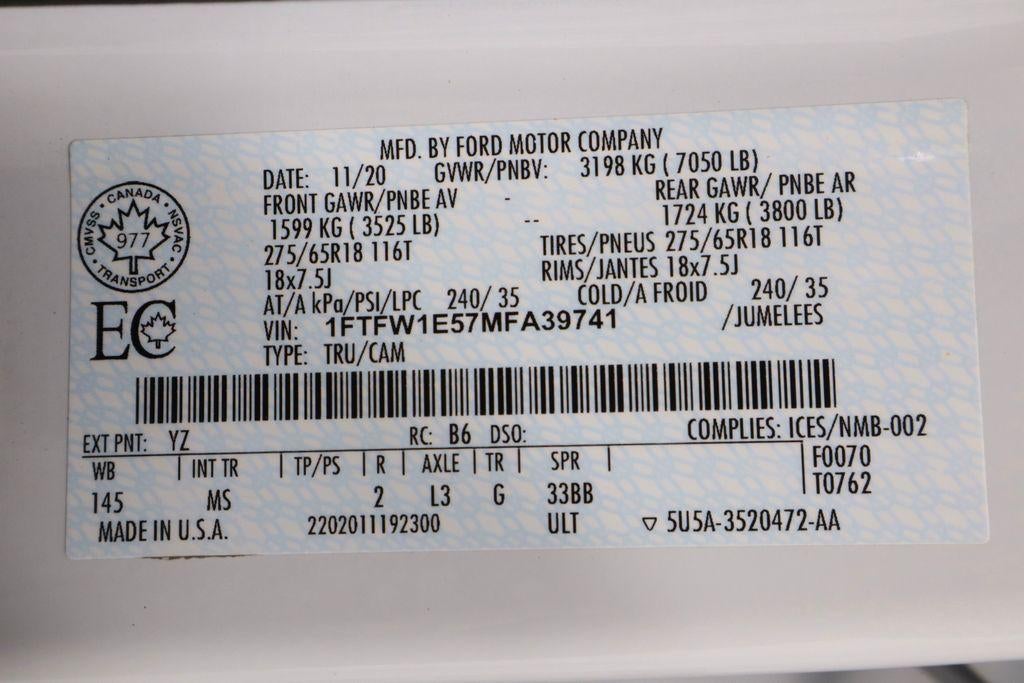 MFD. BY FORD MOTOR COMPANY
DATE: 11/20 GVWR/PNBV: 3198 KG ( 7050 LB)
FRONT GAWR/PNBE AV - REAR GAWR/ PNBE AR
1599 KG ( 3525 LB) -- 1724 KG ( 3800 LB)
275/65R18 116T TIRES/PNEUS 275/65R18 116T
18x7.5J RIMS/JANTES 18x7.5J
AT/A kPa/PSI/LPC 240/ 35 COLD/A FROID 240/ 35
VIN: 1FTFW1E57MFA39741 /JUMELEES
TYPE: TRU/CAM
CANADA
CMVSS • NSVAC
977
TRANSPORT
EC
EXT PNT: YZ RC: B6 DSO: COMPLIES: ICES/NMB-002
WB | INT TR | TP/PS | R | AXLE | TR | SPR | F0070
145 MS 2 L3 G 33BB T0762
MADE IN U.S.A. 2202011192300 ULT ▽ 5U5A-3520472-AA